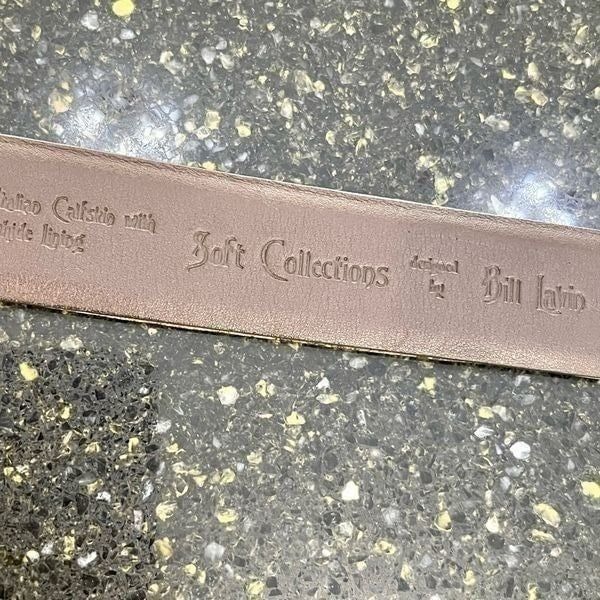 Calfskin with
lining
Soft Collections
designed
by
Bill Lavin